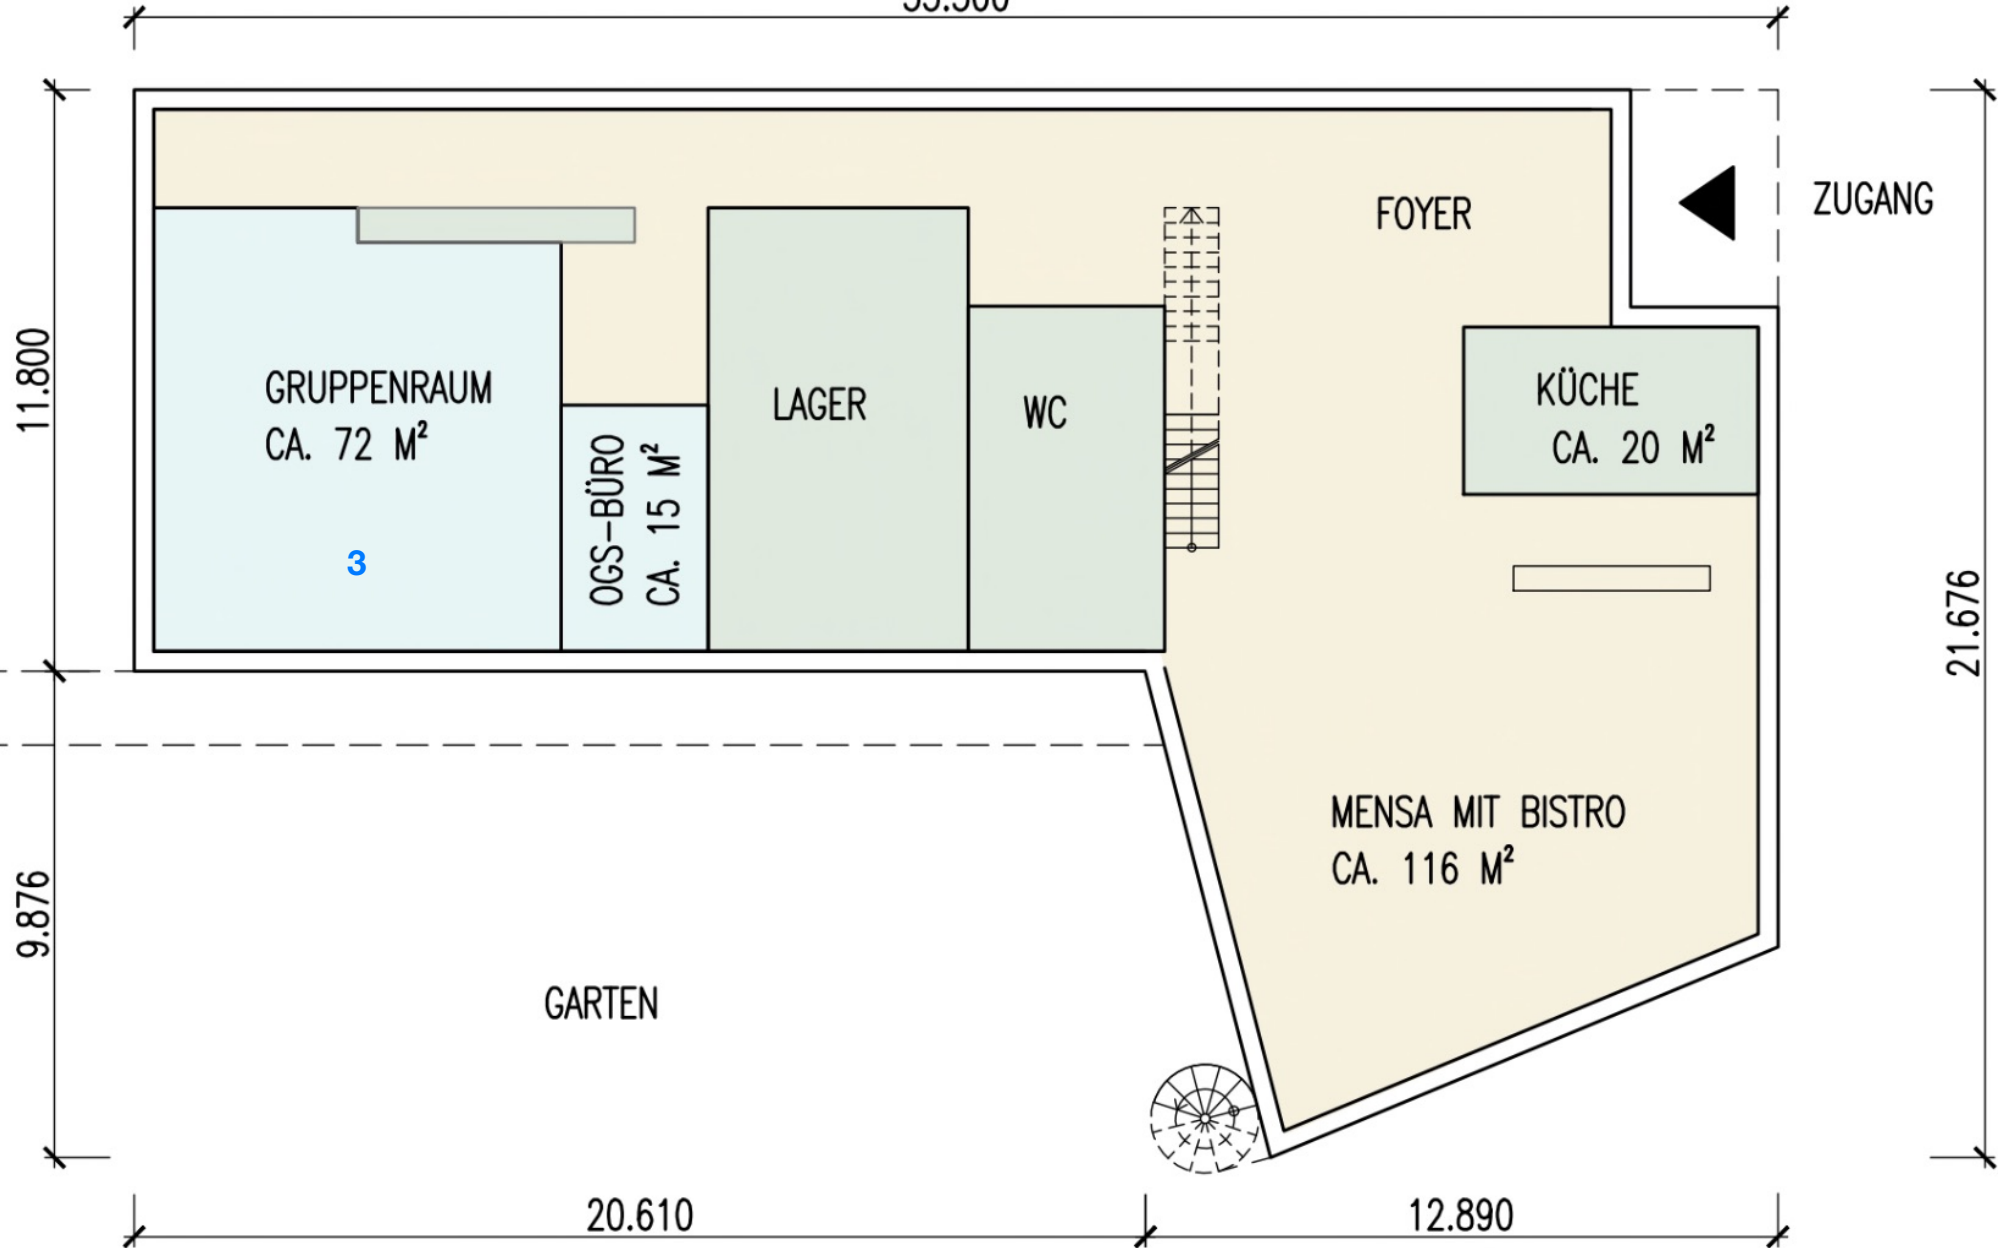 FOYER
ZUGANG
11.800
GRUPPENRAUM
CA. 72 M²
3
OGS-BÜRO
CA. 15 M²
LAGER
WC
KÜCHE
CA. 20 M²
21.676
MENSA MIT BISTRO
CA. 116 M²
9.876
GARTEN
20.610
12.890